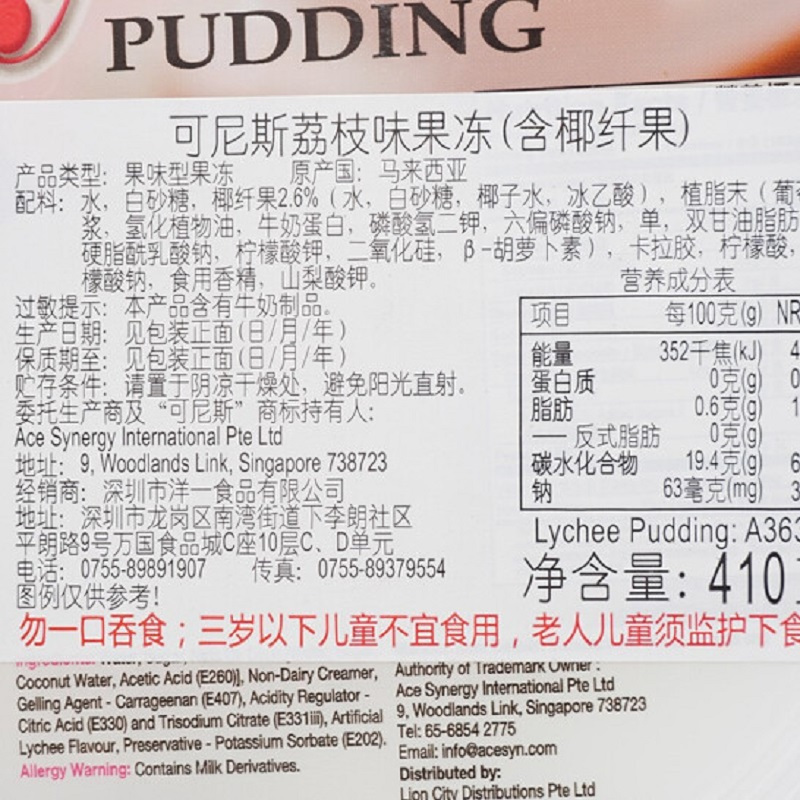 PUDDING
可尼斯荔枝味果冻(含椰纤果)
产品类型：果味型果冻 原产国：马来西亚
配料：水，白砂糖，椰纤果2.6%（水，白砂糖，椰子水，冰乙酸），植脂末（葡
浆，氢化植物油，牛奶蛋白，磷酸氢二钾，六偏磷酸钠，单，双甘油脂肪
硬脂酰乳酸钠，柠檬酸钾，二氧化硅，β-胡萝卜素），卡拉胶，柠檬酸，
檬酸钠，食用香精，山梨酸钾。
过敏提示：本产品含有牛奶制品。
生产日期：见包装正面(日/月/年)
保质期至：见包装正面(日/月/年)
贮存条件：请置于阴凉干燥处，避免阳光直射。
委托生产商及“可尼斯”商标持有人：
Ace Synergy International Pte Ltd
地址：9, Woodlands Link, Singapore 738723
经销商：深圳市洋一食品有限公司
地址：深圳市龙岗区南湾街道下李朗社区
平朗路9号万国食品城C座10层C、D单元
电话：0755-89891907 传真：0755-89379554
图例仅供参考！
营养成分表
项目 每100克(g) NR
能量 352千焦(kJ) 4
蛋白质 0克(g) 0
脂肪 0.6克(g) 1
—— 反式脂肪 0克(g)
碳水化合物 19.4克(g) 6
钠 63毫克(mg) 3
Lychee Pudding: A363
净含量：410
勿一口吞食；三岁以下儿童不宜食用，老人儿童须监护下食
Coconut Water, Acetic Acid (E260)], Non-Dairy Creamer,
Gelling Agent - Carrageenan (E407), Acidity Regulator -
Citric Acid (E330) and Trisodium Citrate (E331iii), Artificial
Lychee Flavour, Preservative - Potassium Sorbate (E202).
Allergy Warning: Contains Milk Derivatives.
Authority of Trademark Owner :
Ace Synergy International Pte Ltd
9, Woodlands Link, Singapore 738723
Tel: 65-6854 2775
Email: info@acesyn.com
Distributed by:
Lion City Distributions Pte Ltd